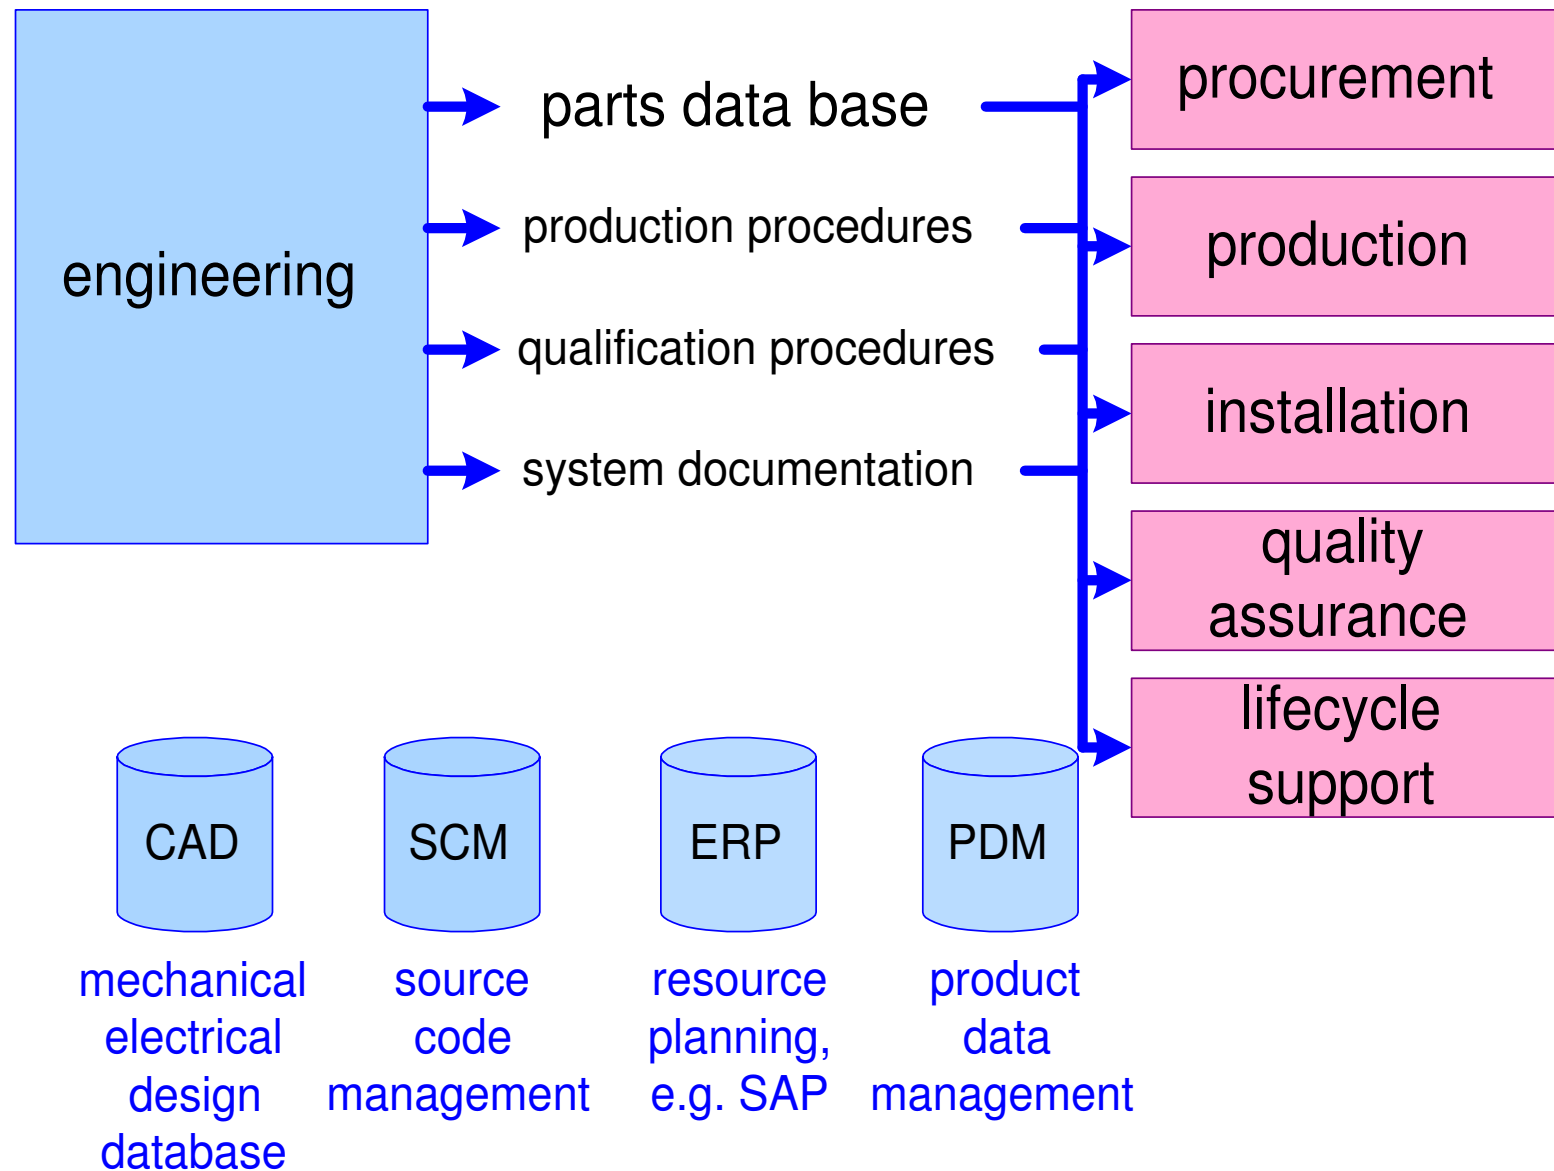 engineering
parts data base
production procedures
qualification procedures
system documentation
procurement
production
installation
quality
assurance
lifecycle
support
CAD
SCM
ERP
PDM
mechanical
electrical
design
database
source
code
management
resource
planning,
e.g. SAP
product
data
management